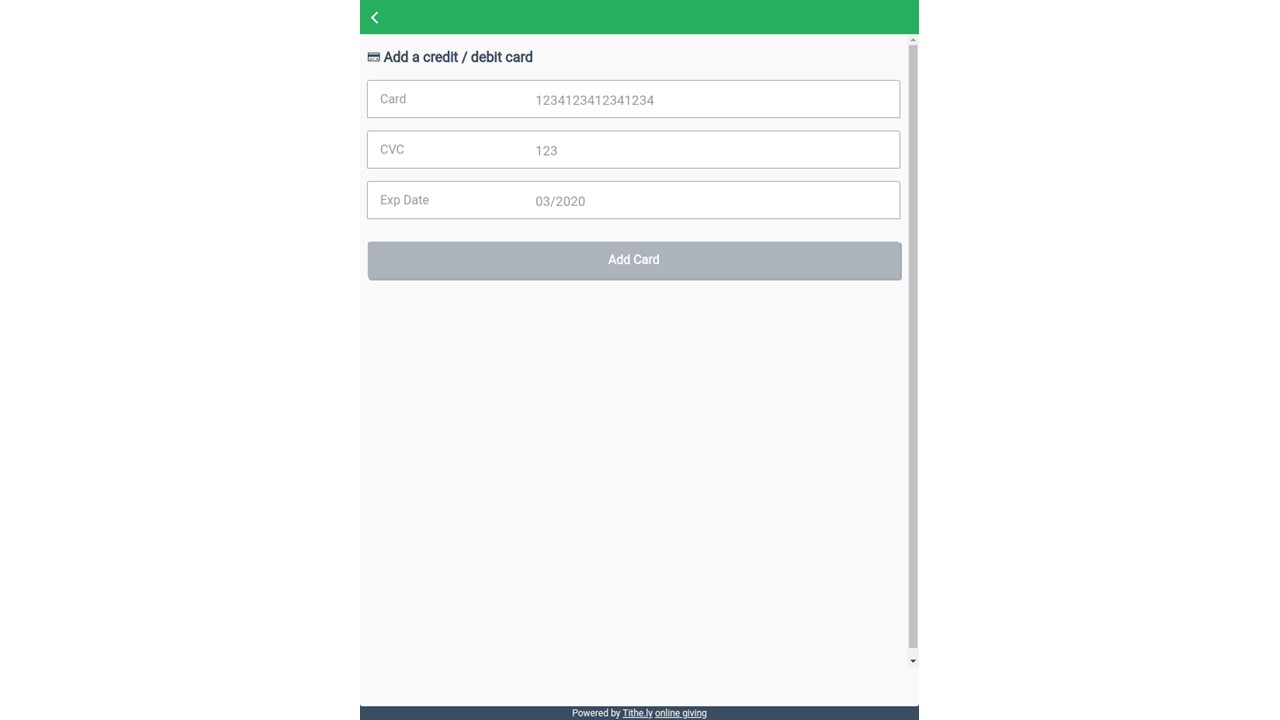 Add a credit / debit card
Card 1234123412341234
CVC 123
Exp Date 03/2020
Add Card
Powered by Tithe.ly online giving